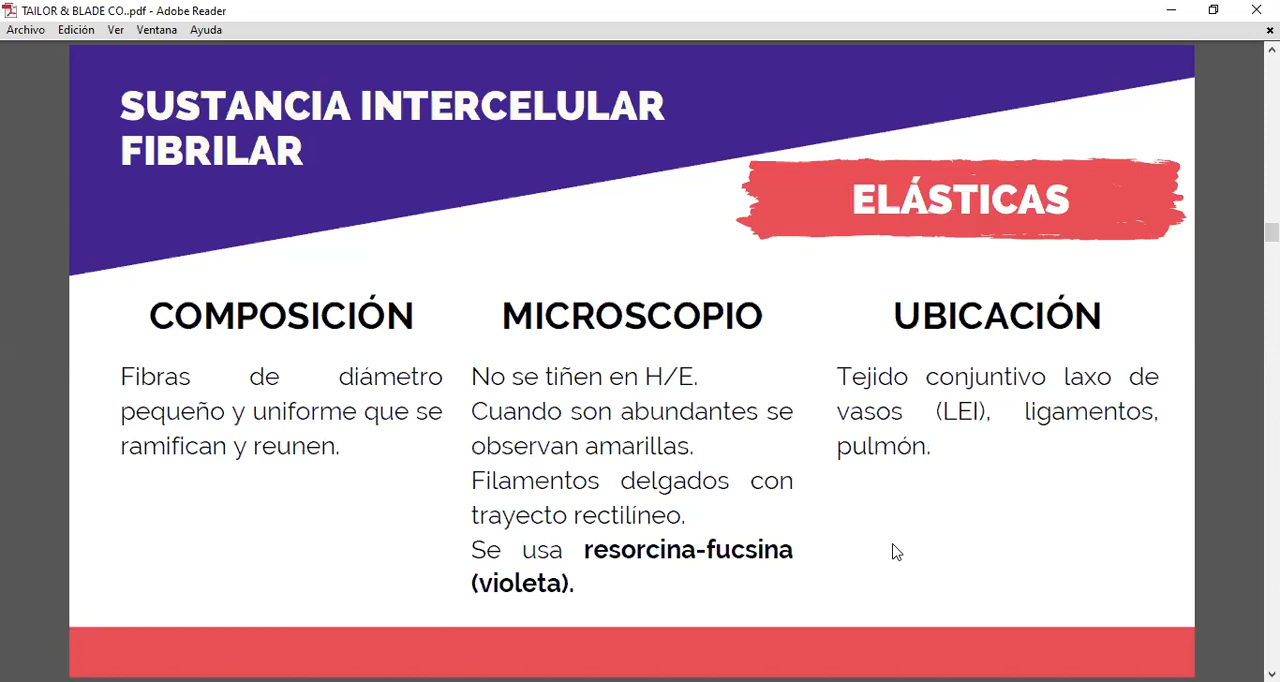 TAILOR & BLADE CO..pdf - Adobe Reader
Archivo Edición Ver Ventana Ayuda
SUSTANCIA INTERCELULAR
FIBRILAR
ELÁSTICAS
COMPOSICIÓN
Fibras de diámetro
pequeño y uniforme que se
ramifican y reunen.
MICROSCOPIO
No se tiñen en H/E.
Cuando son abundantes se
observan amarillas.
Filamentos delgados con
trayecto rectilíneo.
Se usa resorcina-fucsina
(violeta).
UBICACIÓN
Tejido conjuntivo laxo de
vasos (LEI), ligamentos,
pulmón.